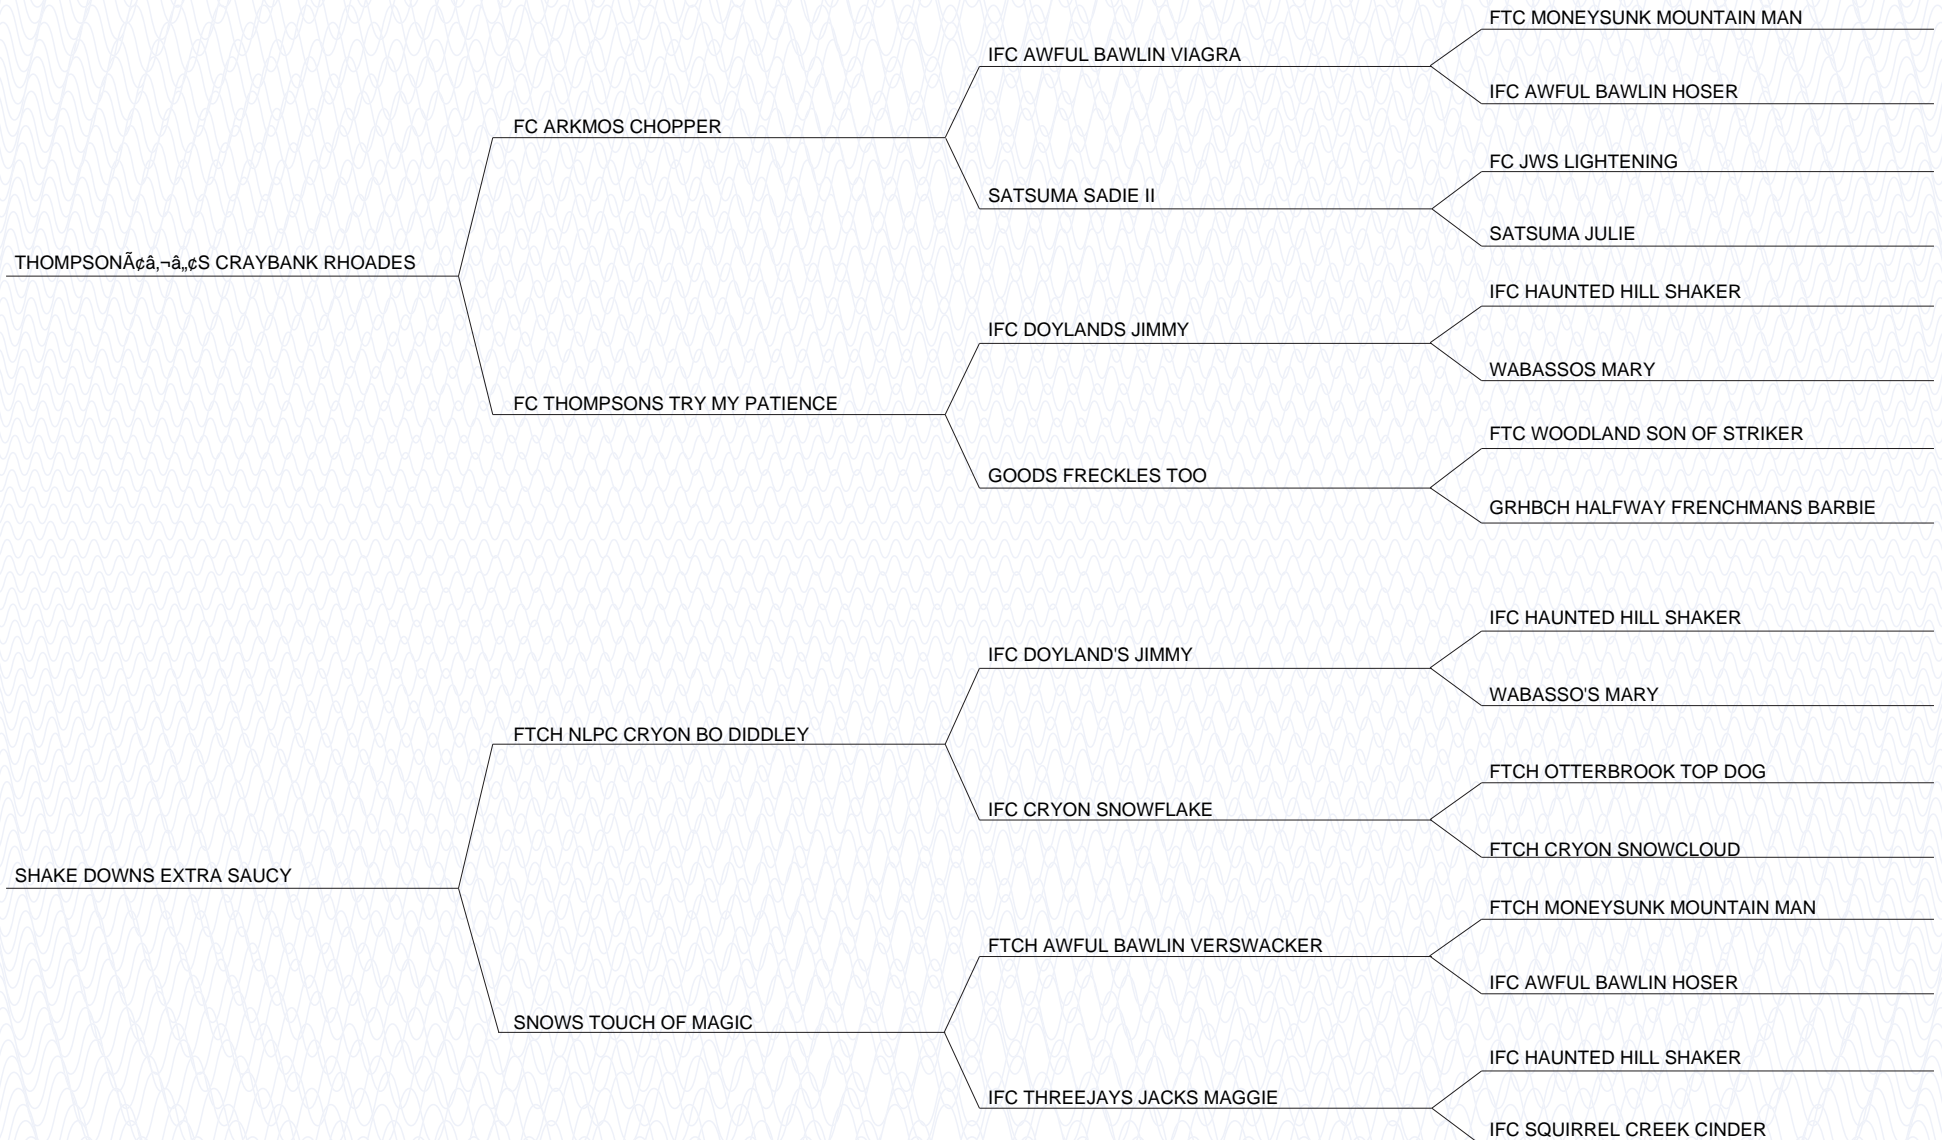 FTC MONEYSUNK MOUNTAIN MAN
IFC AWFUL BAWLIN VIAGRA
IFC AWFUL BAWLIN HOSER
FC ARKMOS CHOPPER
FC JWS LIGHTENING
SATSUMA SADIE II
SATSUMA JULIE
THOMPSONÃ¢â‚¬â„¢S CRAYBANK RHOADES
IFC HAUNTED HILL SHAKER
IFC DOYLANDS JIMMY
WABASSOS MARY
FC THOMPSONS TRY MY PATIENCE
FTC WOODLAND SON OF STRIKER
GOODS FRECKLES TOO
GRHBCH HALFWAY FRENCHMANS BARBIE
IFC HAUNTED HILL SHAKER
IFC DOYLAND'S JIMMY
WABASSO'S MARY
FTCH NLPC CRYON BO DIDDLEY
FTCH OTTERBROOK TOP DOG
IFC CRYON SNOWFLAKE
FTCH CRYON SNOWCLOUD
SHAKE DOWNS EXTRA SAUCY
FTCH MONEYSUNK MOUNTAIN MAN
FTCH AWFUL BAWLIN VERSWACKER
IFC AWFUL BAWLIN HOSER
SNOWS TOUCH OF MAGIC
IFC HAUNTED HILL SHAKER
IFC THREEJAYS JACKS MAGGIE
IFC SQUIRREL CREEK CINDER